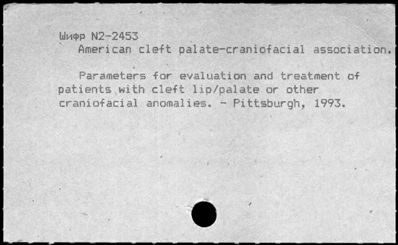 Шифр N2-2453
American cleft palate-craniofacial association.
Parameters for evaluation and treatment of
patients with cleft lip/palate or other
craniofacial anomalies. - Pittsburgh, 1993.